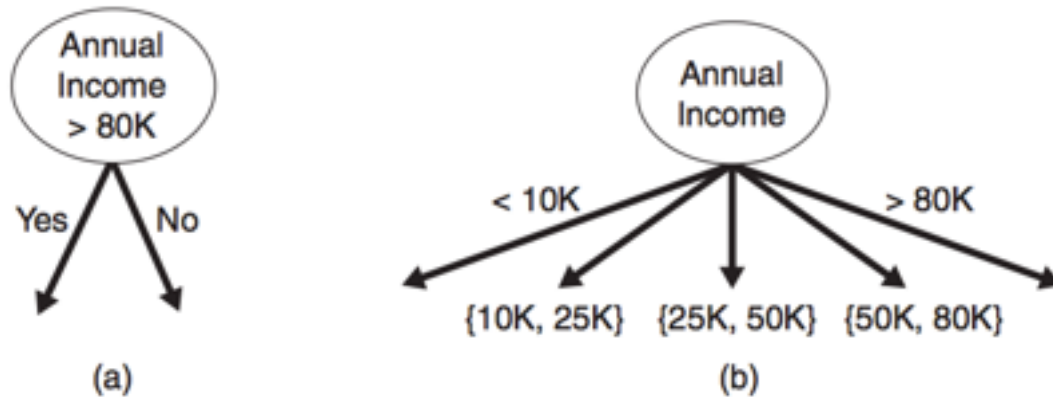 Annual
Income
> 80K
Yes
No
(a)
Annual
Income
< 10K
> 80K
{10K, 25K}
{25K, 50K}
{50K, 80K}
(b)